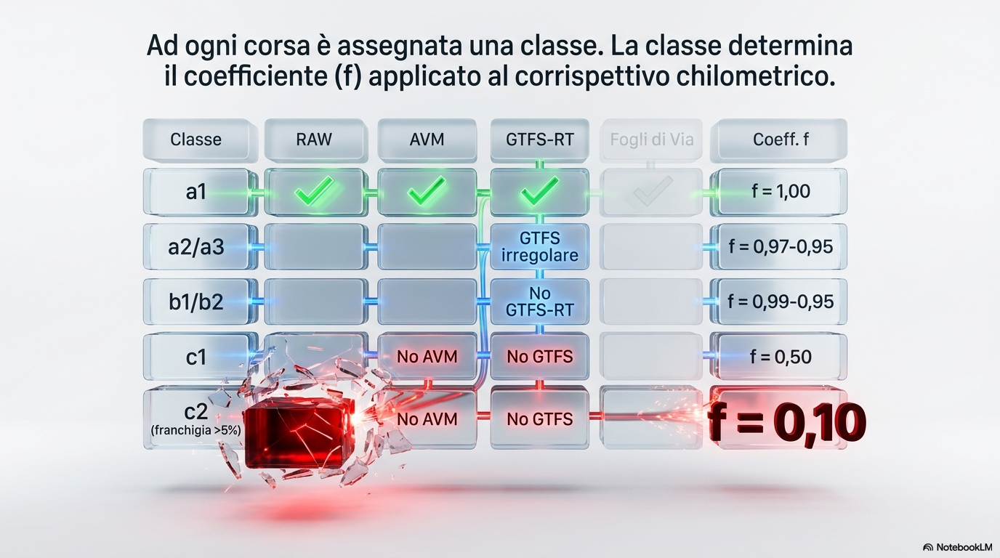 Ad ogni corsa è assegnata una classe. La classe determina
il coefficiente (f) applicato al corrispettivo chilometrico.
Classe RAW AVM GTFS-RT Fogli di Via Coeff. f
a1 f = 1,00
a2/a3 GTFS irregolare f = 0,97-0,95
b1/b2 No GTFS-RT f = 0,99-0,95
c1 No AVM No GTFS f = 0,50
c2 No AVM No GTFS f = 0,10
(franchigia >5%)
NotebookLM